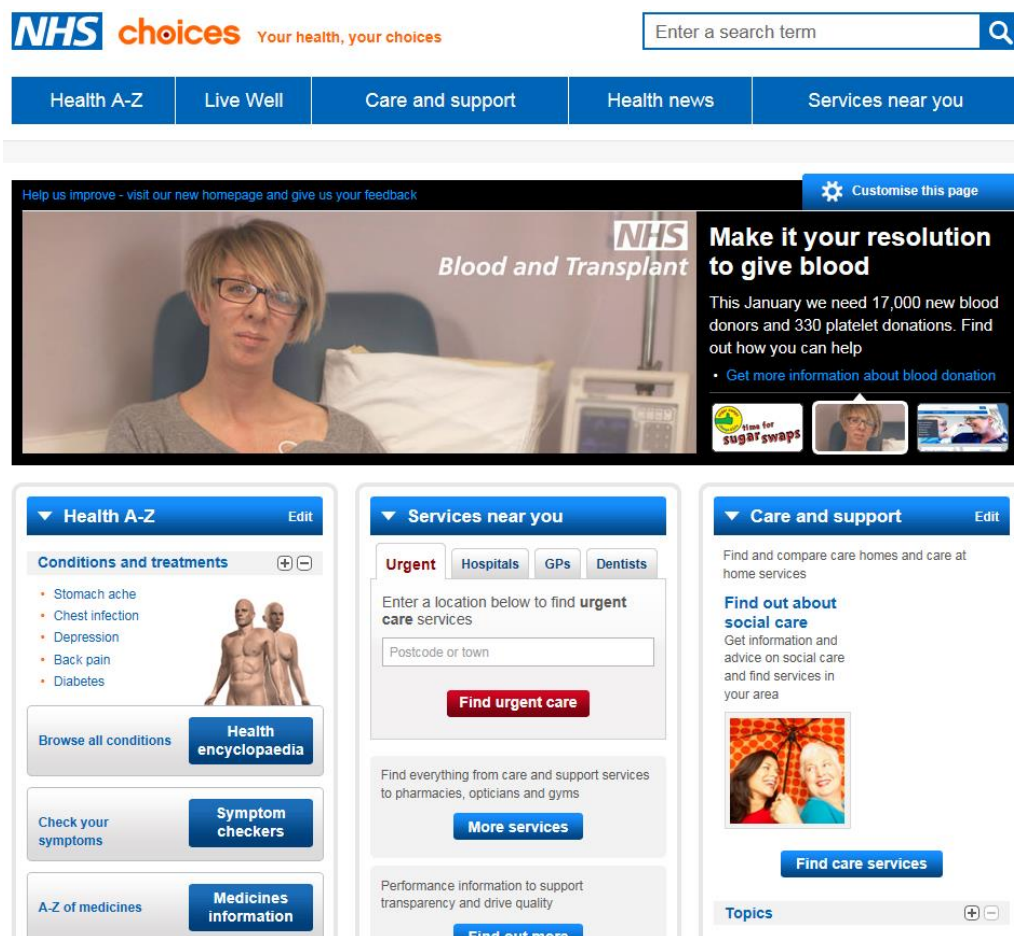 NHS choices Your health, your choices
Enter a search term
Health A-Z
Live Well
Care and support
Health news
Services near you
Help us improve - visit our new homepage and give us your feedback
Customise this page
NHS
Blood and Transplant
Make it your resolution
to give blood
This January we need 17,000 new blood
donors and 330 platelet donations. Find
out how you can help
• Get more information about blood donation
time for
sugar swaps
Health A-Z
Edit
Conditions and treatments
• Stomach ache
• Chest infection
• Depression
• Back pain
• Diabetes
Browse all conditions
Health
encyclopaedia
Check your
symptoms
Symptom
checkers
A-Z of medicines
Medicines
information
Services near you
Urgent
Hospitals
GPs
Dentists
Enter a location below to find urgent
care services
Postcode or town
Find urgent care
Find everything from care and support services
to pharmacies, opticians and gyms
More services
Performance information to support
transparency and drive quality
Find out more
Care and support
Edit
Find and compare care homes and care at
home services
Find out about
social care
Get information and
advice on social care
and find services in
your area
Find care services
Topics